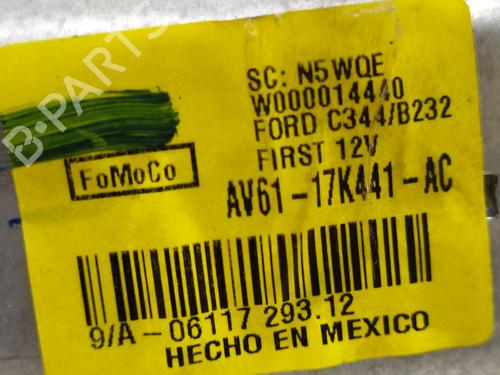 SC: N5WQE
W000014440
FORD C344/B232
FIRST 12V
FoMoCo
AV61-17K441-AC
9/A-06117 293.12
HECHO EN MEXICO
B-PARTS